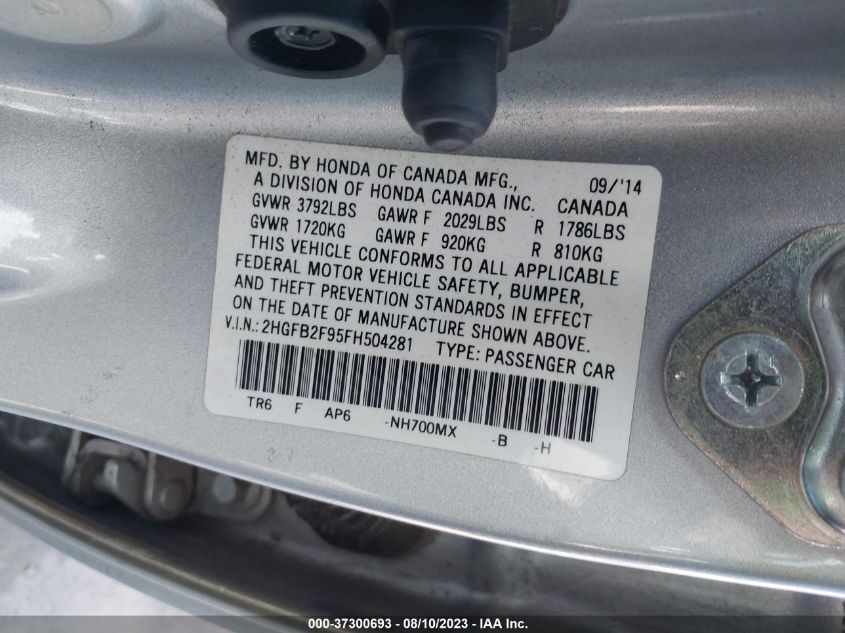 MFD. BY HONDA OF CANADA MFG., 09/'14
A DIVISION OF HONDA CANADA INC. CANADA
GVWR 3792LBS GAWR F 2029LBS R 1786LBS
GVWR 1720KG GAWR F 920KG R 810KG
THIS VEHICLE CONFORMS TO ALL APPLICABLE
FEDERAL MOTOR VEHICLE SAFETY, BUMPER,
AND THEFT PREVENTION STANDARDS IN EFFECT
ON THE DATE OF MANUFACTURE SHOWN ABOVE.
V.I.N.: 2HGFB2F95FH504281 TYPE: PASSENGER CAR
TR6 F AP6 -NH700MX -B -H
000-37300693 - 08/10/2023 - IAA Inc.